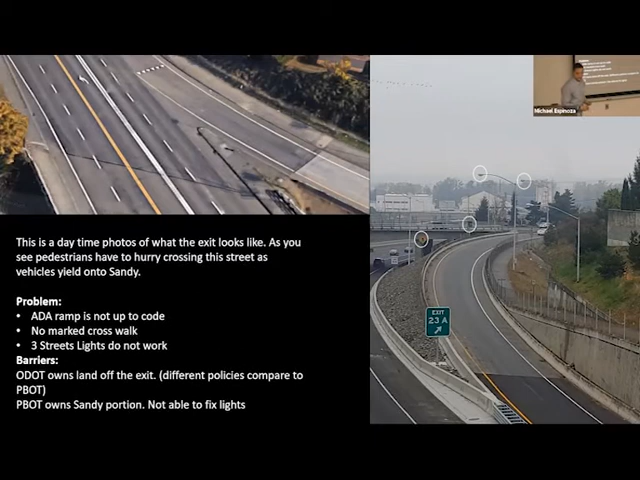 Michael Espinoza
This is a day time photos of what the exit looks like. As you
see pedestrians have to hurry crossing this street as
vehicles yield onto Sandy.
Problem:
• ADA ramp is not up to code
• No marked cross walk
• 3 Streets Lights do not work
Barriers:
ODOT owns land off the exit. (different policies compare to
PBOT)
PBOT owns Sandy portion. Not able to fix lights
EXIT
23 A